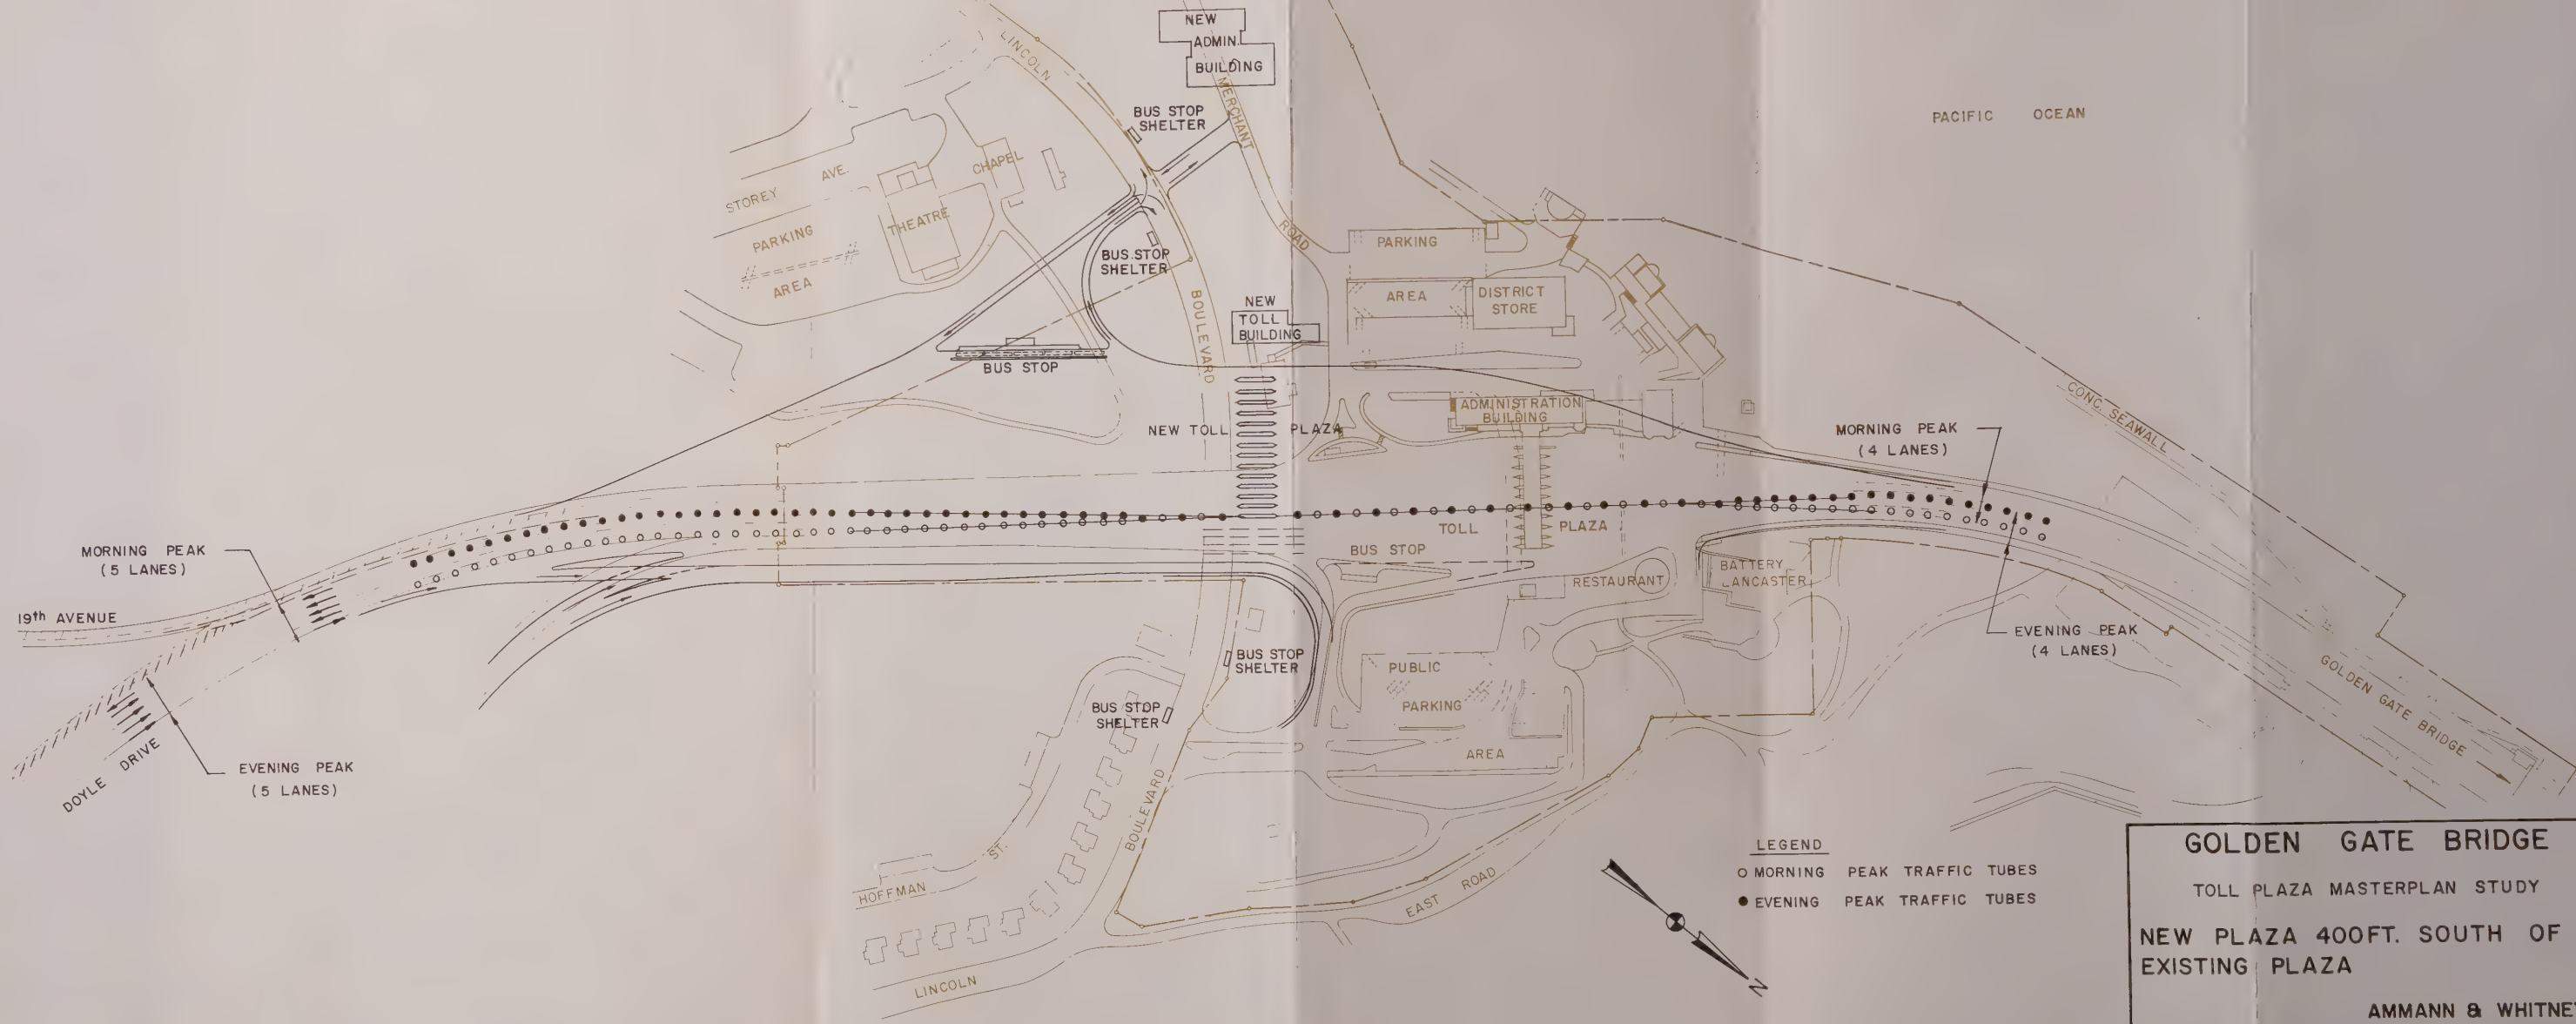 NEW
ADMIN.
BUILDING
LINCOLN
MERCHANT
BUS STOP
SHELTER
PACIFIC OCEAN
STOREY AVE.
CHAPEL
THEATRE
PARKING
AREA
ROAD
PARKING
AREA
DISTRICT
STORE
BUS STOP
SHELTER
BOULEVARD
NEW
TOLL
BUILDING
BUS STOP
CONC. SEAWALL
ADMINISTRATION
BUILDING
NEW TOLL PLAZA
MORNING PEAK
(4 LANES)
TOLL PLAZA
BUS STOP
MORNING PEAK
(5 LANES)
RESTAURANT
BATTERY
LANCASTER
19th AVENUE
EVENING PEAK
(4 LANES)
BUS STOP
SHELTER
PUBLIC
PARKING
AREA
GOLDEN GATE BRIDGE
BUS STOP
SHELTER
DOYLE DRIVE
EVENING PEAK
(5 LANES)
BOULEVARD
HOFFMAN ST.
EAST ROAD
LINCOLN
LEGEND
MORNING PEAK TRAFFIC TUBES
EVENING PEAK TRAFFIC TUBES
N
GOLDEN GATE BRIDGE
TOLL PLAZA MASTERPLAN STUDY
NEW PLAZA 400FT. SOUTH OF
EXISTING PLAZA
AMMANN & WHITNEY